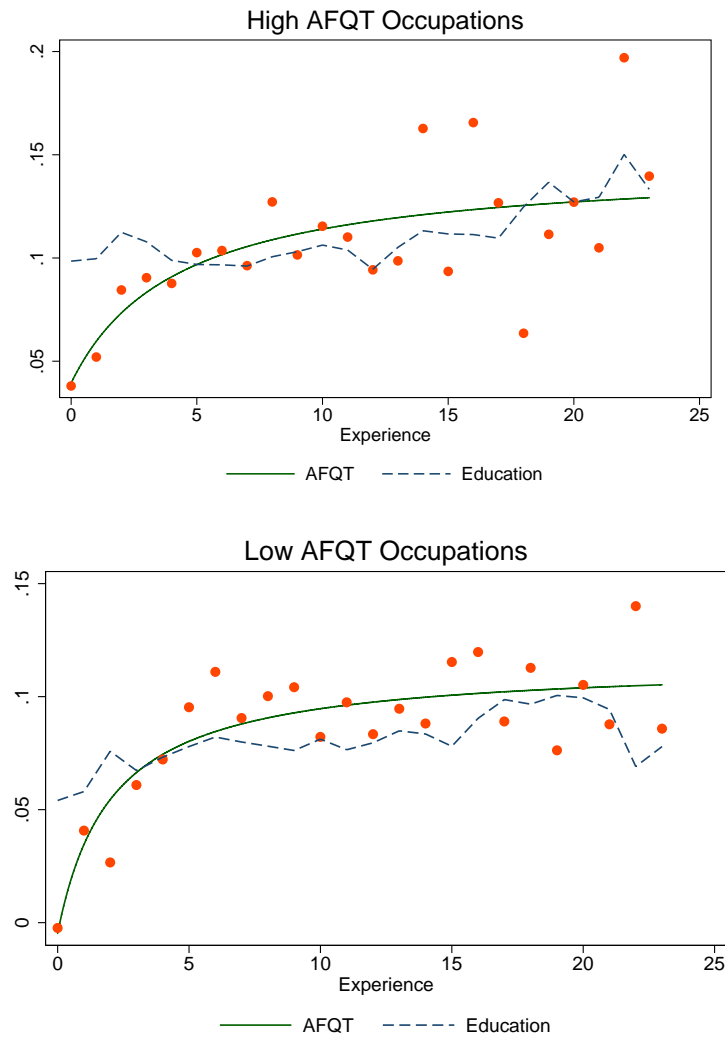 High AFQT Occupations
.2
.15
.1
.05
0 5 10 15 20 25
Experience
AFQT Education
Low AFQT Occupations
.15
.1
.05
0
0 5 10 15 20 25
Experience
AFQT Education